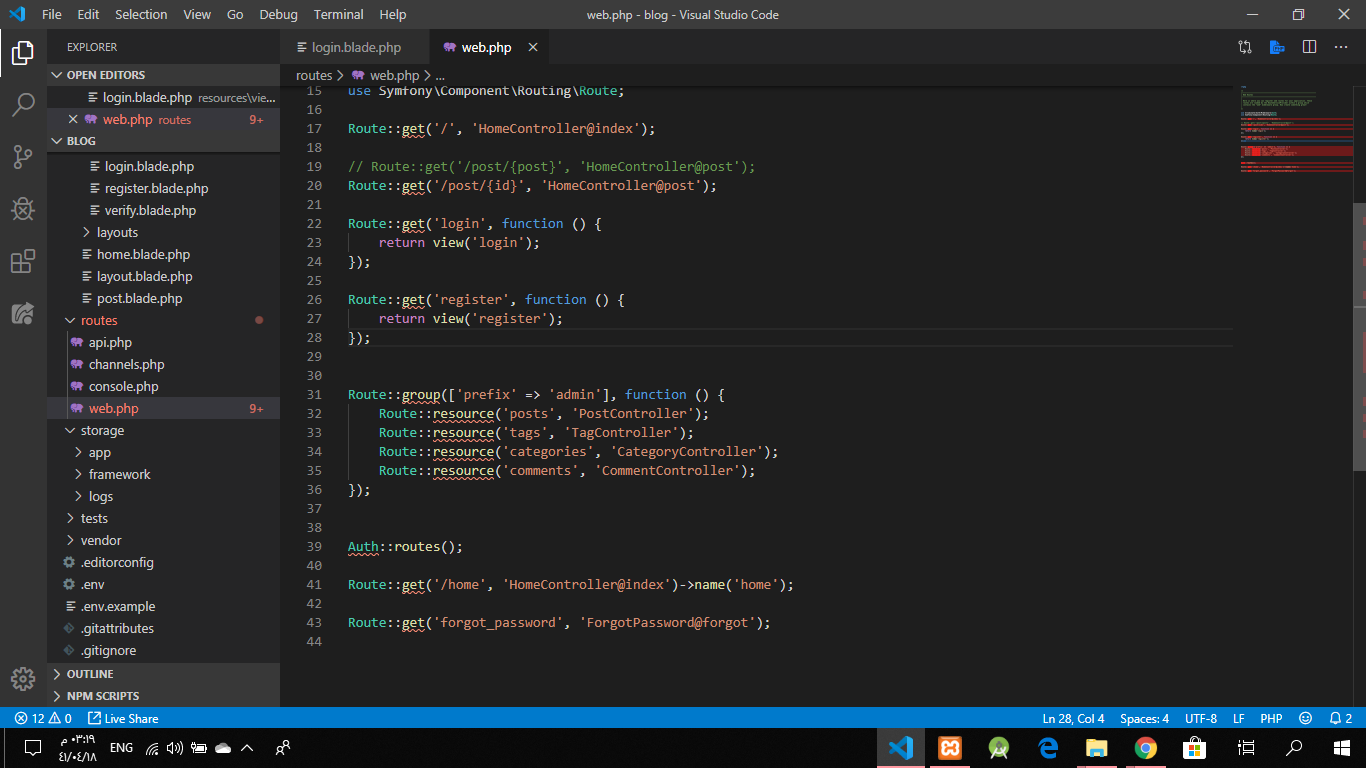 File Edit Selection View Go Debug Terminal Help
web.php - blog - Visual Studio Code
EXPLORER
OPEN EDITORS
login.blade.php resources\vie...
web.php routes 9+
BLOG
login.blade.php
register.blade.php
verify.blade.php
layouts
home.blade.php
layout.blade.php
post.blade.php
routes
api.php
channels.php
console.php
web.php 9+
storage
app
framework
logs
tests
vendor
.editorconfig
.env
.env.example
.gitattributes
.gitignore
OUTLINE
NPM SCRIPTS
login.blade.php
web.php
routes > web.php > ...
15 use Symfony\Component\Routing\Route;
16
17 Route::get('/', 'HomeController@index');
18
19 // Route::get('/post/{post}', 'HomeController@post');
20 Route::get('/post/{id}', 'HomeController@post');
21
22 Route::get('login', function () {
23 return view('login');
24 });
25
26 Route::get('register', function () {
27 return view('register');
28 });
29
30
31 Route::group(['prefix' => 'admin'], function () {
32 Route::resource('posts', 'PostController');
33 Route::resource('tags', 'TagController');
34 Route::resource('categories', 'CategoryController');
35 Route::resource('comments', 'CommentController');
36 });
37
38
39 Auth::routes();
40
41 Route::get('/home', 'HomeController@index')->name('home');
42
43 Route::get('forgot_password', 'ForgotPassword@forgot');
44
12 0 Live Share
Ln 28, Col 4 Spaces: 4 UTF-8 LF PHP 2
٠٣:١٩ م
٤١/٠٤/١٨
ENG